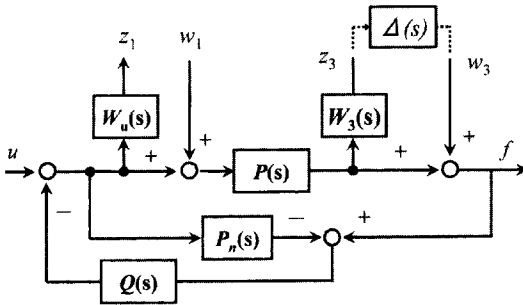 z₁ w₁ Δ(s)
z₃ w₃
Wᵤ(s) W₃(s)
+ + +
u + P(s) + f
− Pₙ(s) − +
Q(s)